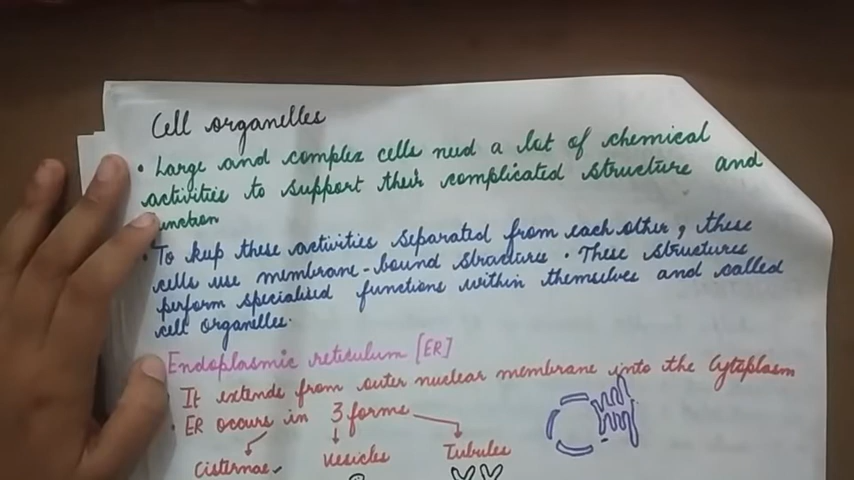 Cell organelles
• Large and complex cells need a lot of chemical
activities to support their complicated structure and
function
• To keep these activities separated from each other, these
cells use membrane-bound structures. These structures
perform specialised functions within themselves and called
cell organelles.
Endoplasmic reticulum [ER]
• It extends from outer nuclear membrane into the Cytoplasm
• ER occurs in 3 forms
Cisternae Vesicles Tubules